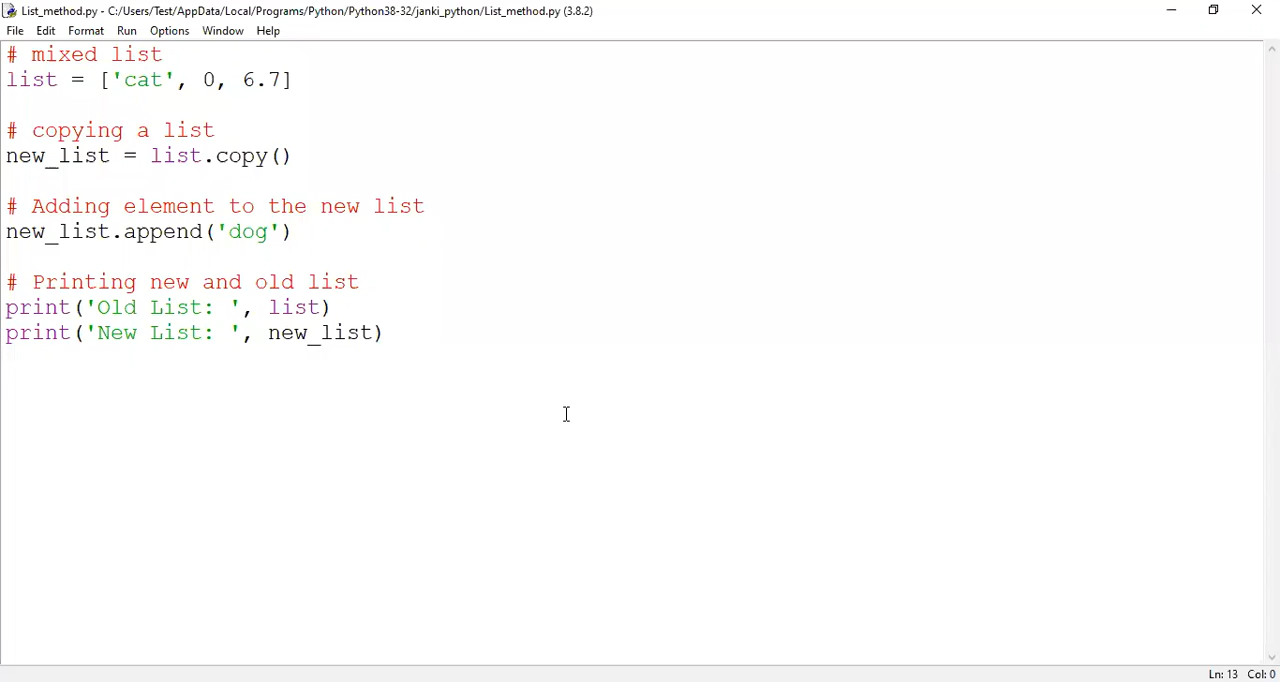 List_method.py - C:/Users/Test/AppData/Local/Programs/Python/Python38-32/janki_python/List_method.py (3.8.2)
File Edit Format Run Options Window Help
# mixed list
list = ['cat', 0, 6.7]
# copying a list
new_list = list.copy()
# Adding element to the new list
new_list.append('dog')
# Printing new and old list
print('Old List: ', list)
print('New List: ', new_list)
Ln: 13 Col: 0